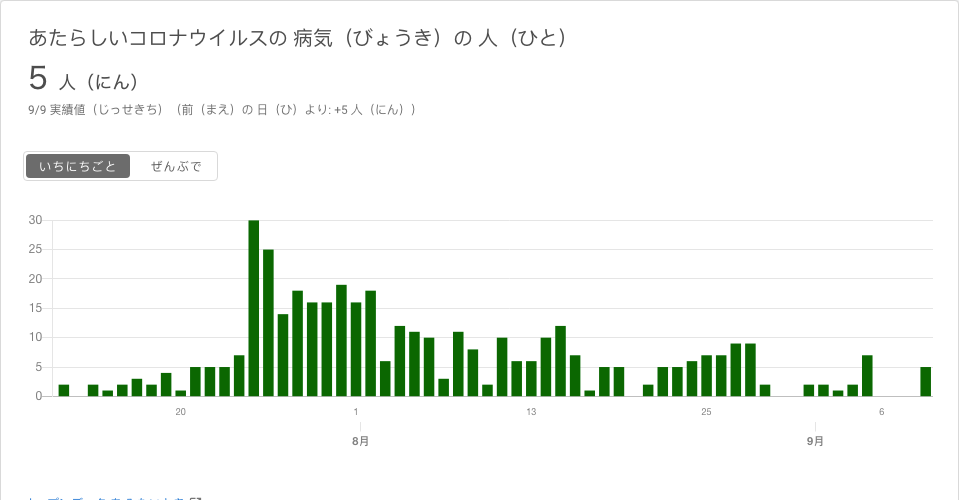 あたらしいコロナウイルスの 病気（びょうき）の 人（ひと）
5 人（にん）
9/9 実績値（じっせきち）（前（まえ）の 日（ひ）より: +5 人（にん））
いちにちごと ぜんぶで
30
25
20
15
10
5
0
20 1 13 25 6
8月 9月